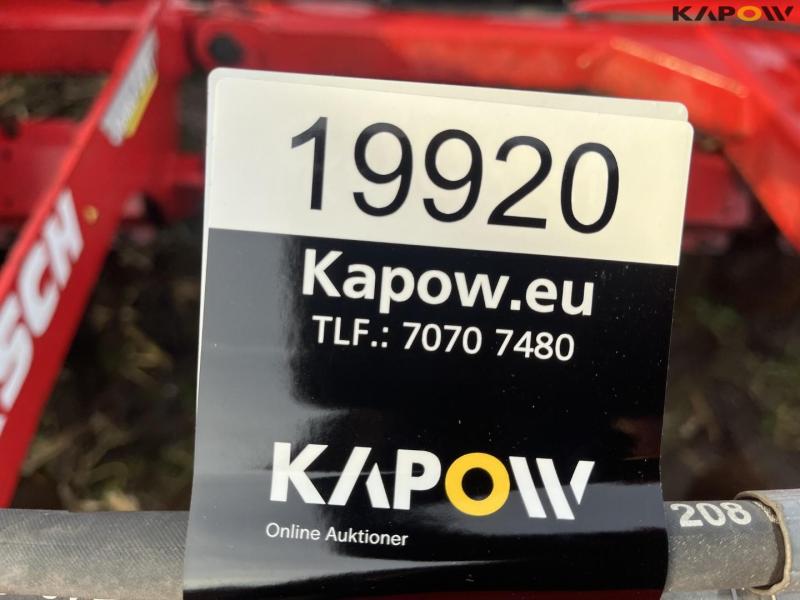 KAPOW
19920
Kapow.eu
TLF.: 7070 7480
KAPOW
Online Auktioner
208
SCH